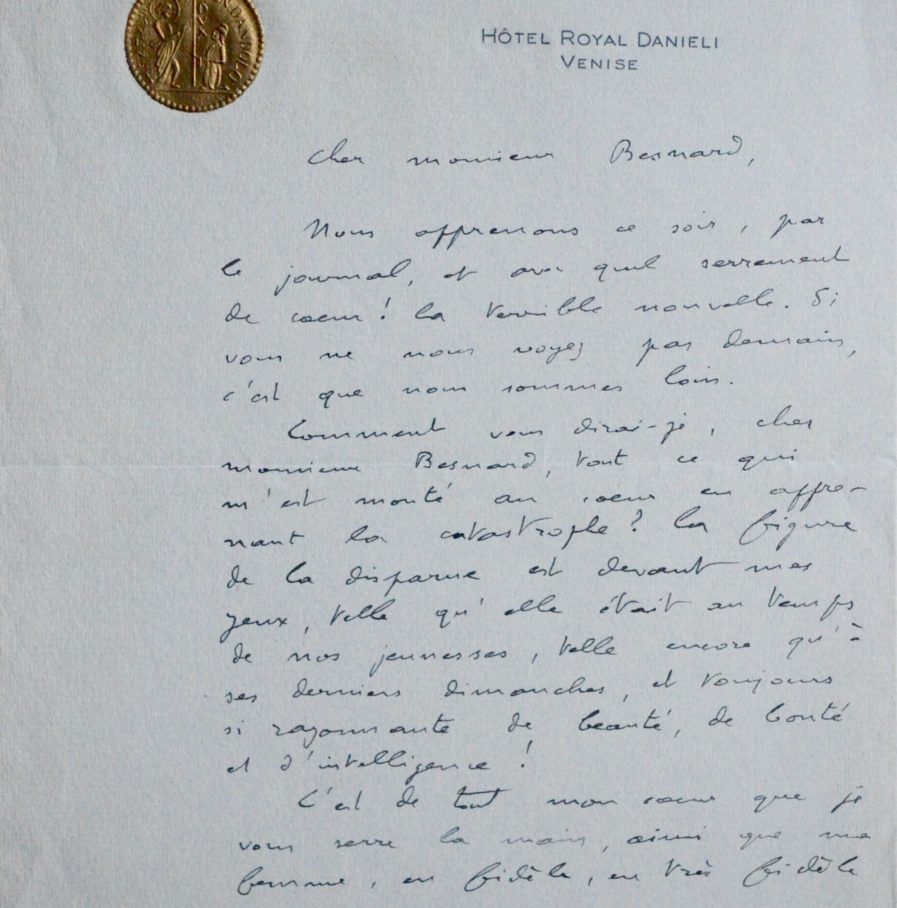 HÔTEL ROYAL DANIELI
VENISE
Cher monsieur Besnard,
Nous apprenons ce soir, par
le journal, et avec quel serrement
de coeur ! la terrible nouvelle. Si
vous ne nous voyez pas demain,
c'est que nous sommes loin.
Comment vous dirai-je, cher
monsieur Besnard, tout ce qui
m'est monté au coeur en appre-
nant la catastrophe ? La figure
de la disparue est devant mes
yeux, telle qu'elle était au temps
de nos jeunesses, telle encore qu'à
ses derniers dimanches, et toujours
si rayonnante de beauté, de bonté
et d'intelligence !
C'est de tout mon coeur que je
vous serre la main, ainsi que ma
femme, en fidèle, en très fidèle